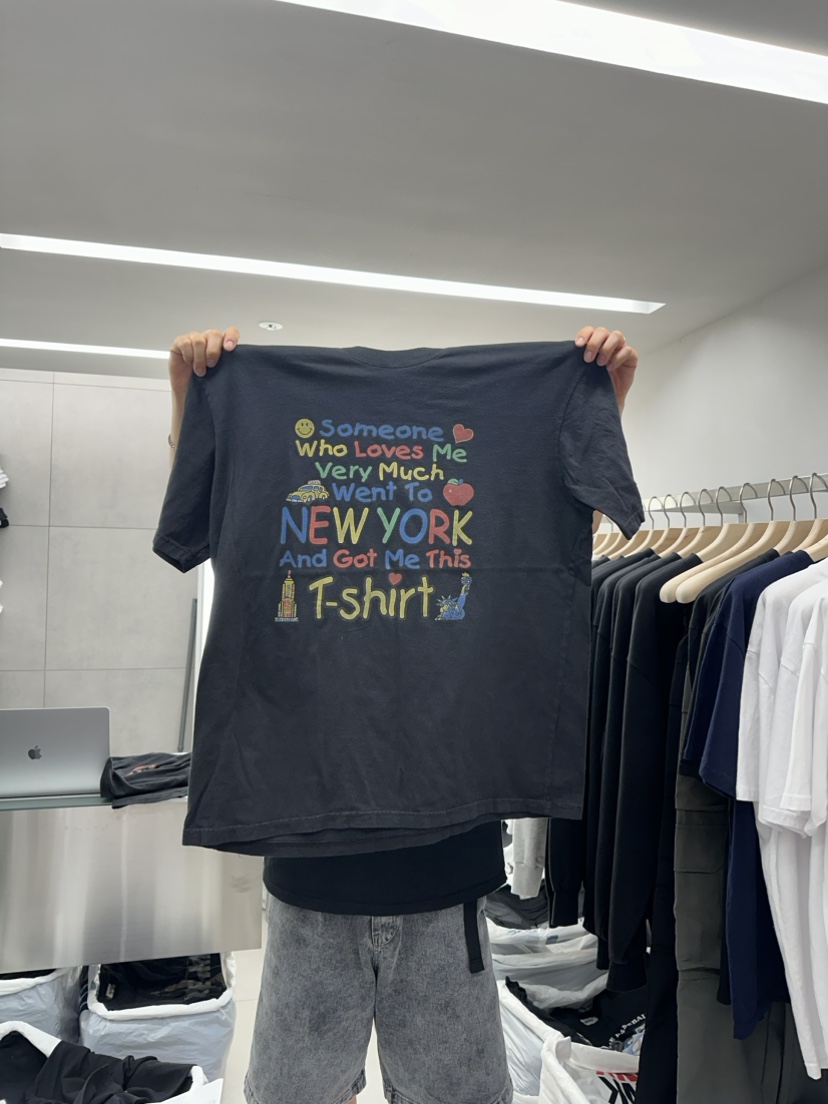 Someone
Who Loves Me
Very Much
Went To
NEW YORK
And Got Me This
T-shirt